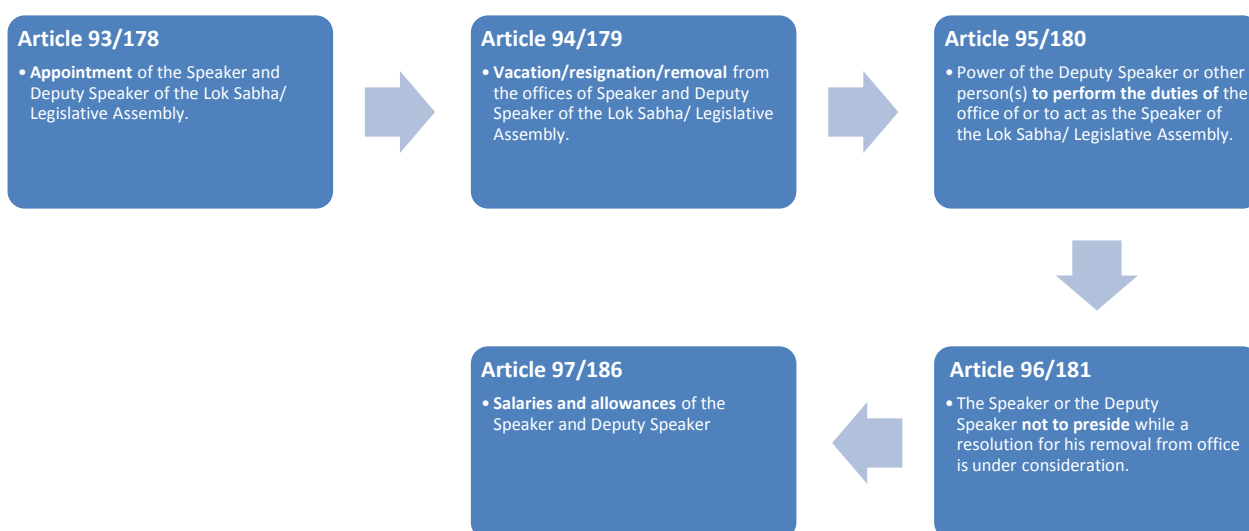 Article 93/178
• Appointment of the Speaker and
Deputy Speaker of the Lok Sabha/
Legislative Assembly.
Article 94/179
• Vacation/resignation/removal from
the offices of Speaker and Deputy
Speaker of the Lok Sabha/ Legislative
Assembly.
Article 95/180
• Power of the Deputy Speaker or other
person(s) to perform the duties of the
office of or to act as the Speaker of
the Lok Sabha/ Legislative Assembly.
Article 96/181
• The Speaker or the Deputy
Speaker not to preside while a
resolution for his removal from office
is under consideration.
Article 97/186
• Salaries and allowances of the
Speaker and Deputy Speaker